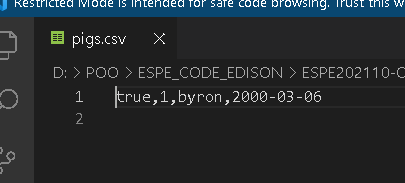 Restricted Mode is intended for safe code browsing. Trust this w
pigs.csv
D: > POO > ESPE_CODE_EDISON > ESPE202110-
1 true,1,byron,2000-03-06
2